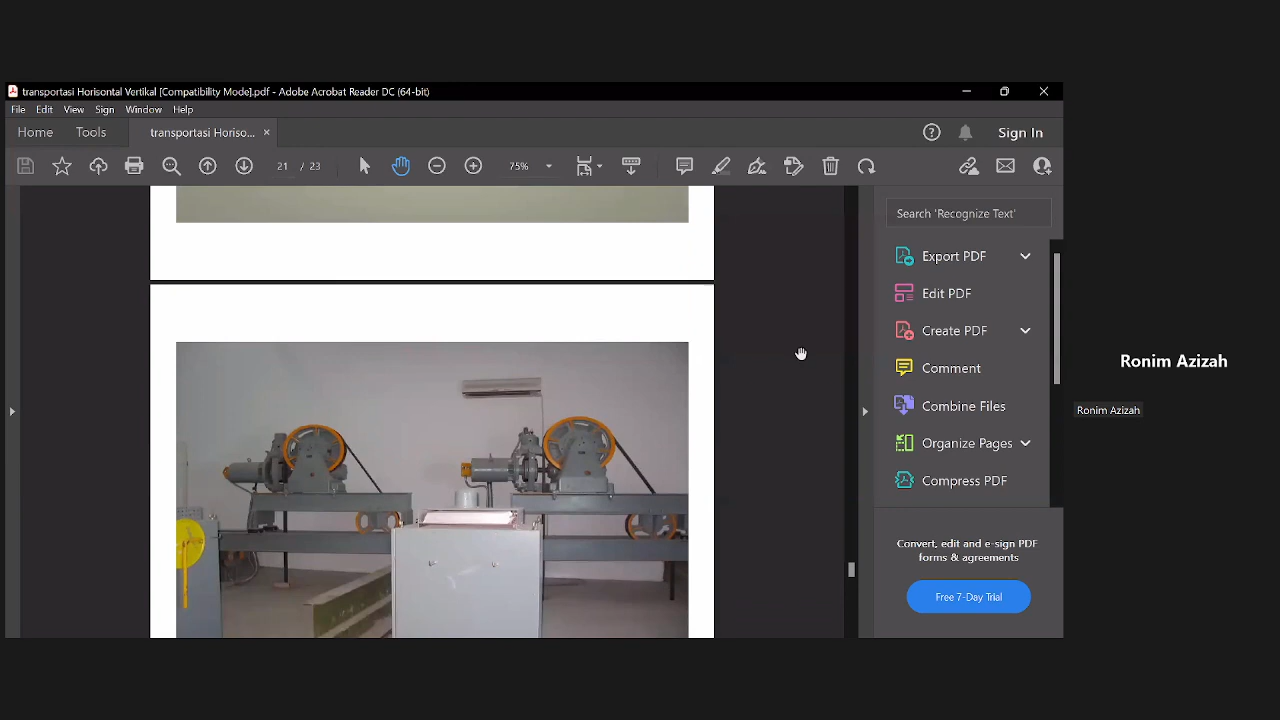 transportasi Horisontal Vertikal [Compatibility Mode].pdf - Adobe Acrobat Reader DC (64-bit)
File Edit View Sign Window Help
Home Tools transportasi Horiso... × Sign In
21 / 23 75%
Search 'Recognize Text'
Export PDF
Edit PDF
Create PDF
Comment
Combine Files
Organize Pages
Compress PDF
Convert, edit and e-sign PDF
forms & agreements
Free 7-Day Trial
Ronim Azizah
Ronim Azizah